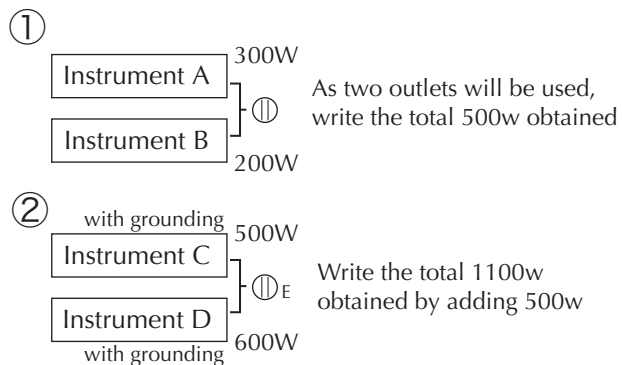 ①
300W
Instrument A
As two outlets will be used,
write the total 500w obtained
Instrument B
200W
②
with grounding
500W
Instrument C
E
Write the total 1100w
obtained by adding 500w
Instrument D
600W
with grounding